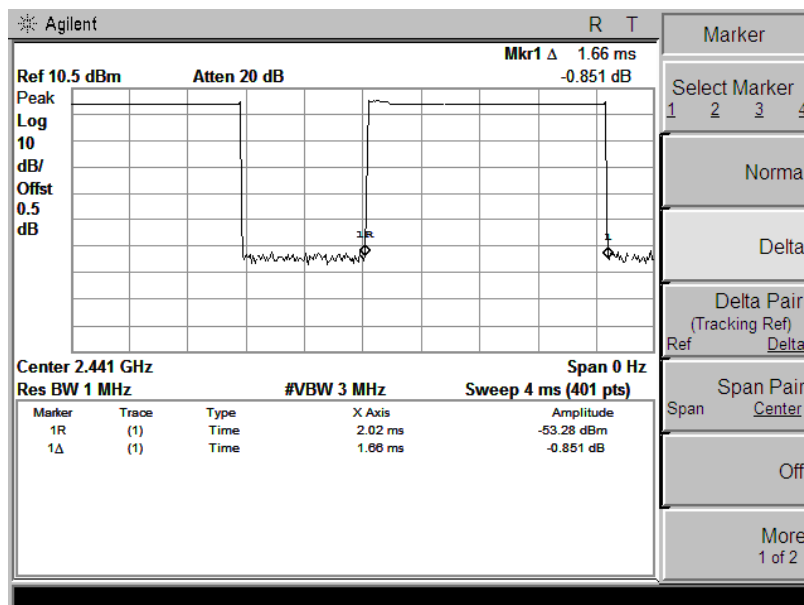 Agilent R T
Mkr1 Δ 1.66 ms
Ref 10.5 dBm Atten 20 dB -0.851 dB
Peak
Log
10
dB/
Offst
0.5
dB
1R
1
Center 2.441 GHz Span 0 Hz
Res BW 1 MHz #VBW 3 MHz Sweep 4 ms (401 pts)
Marker Trace Type X Axis Amplitude
1R (1) Time 2.02 ms -53.28 dBm
1Δ (1) Time 1.66 ms -0.851 dB
Marker
Select Marker
1 2 3 4
Norma
Delta
Delta Pair
(Tracking Ref)
Ref Delta
Span Pair
Span Center
Off
More
1 of 2